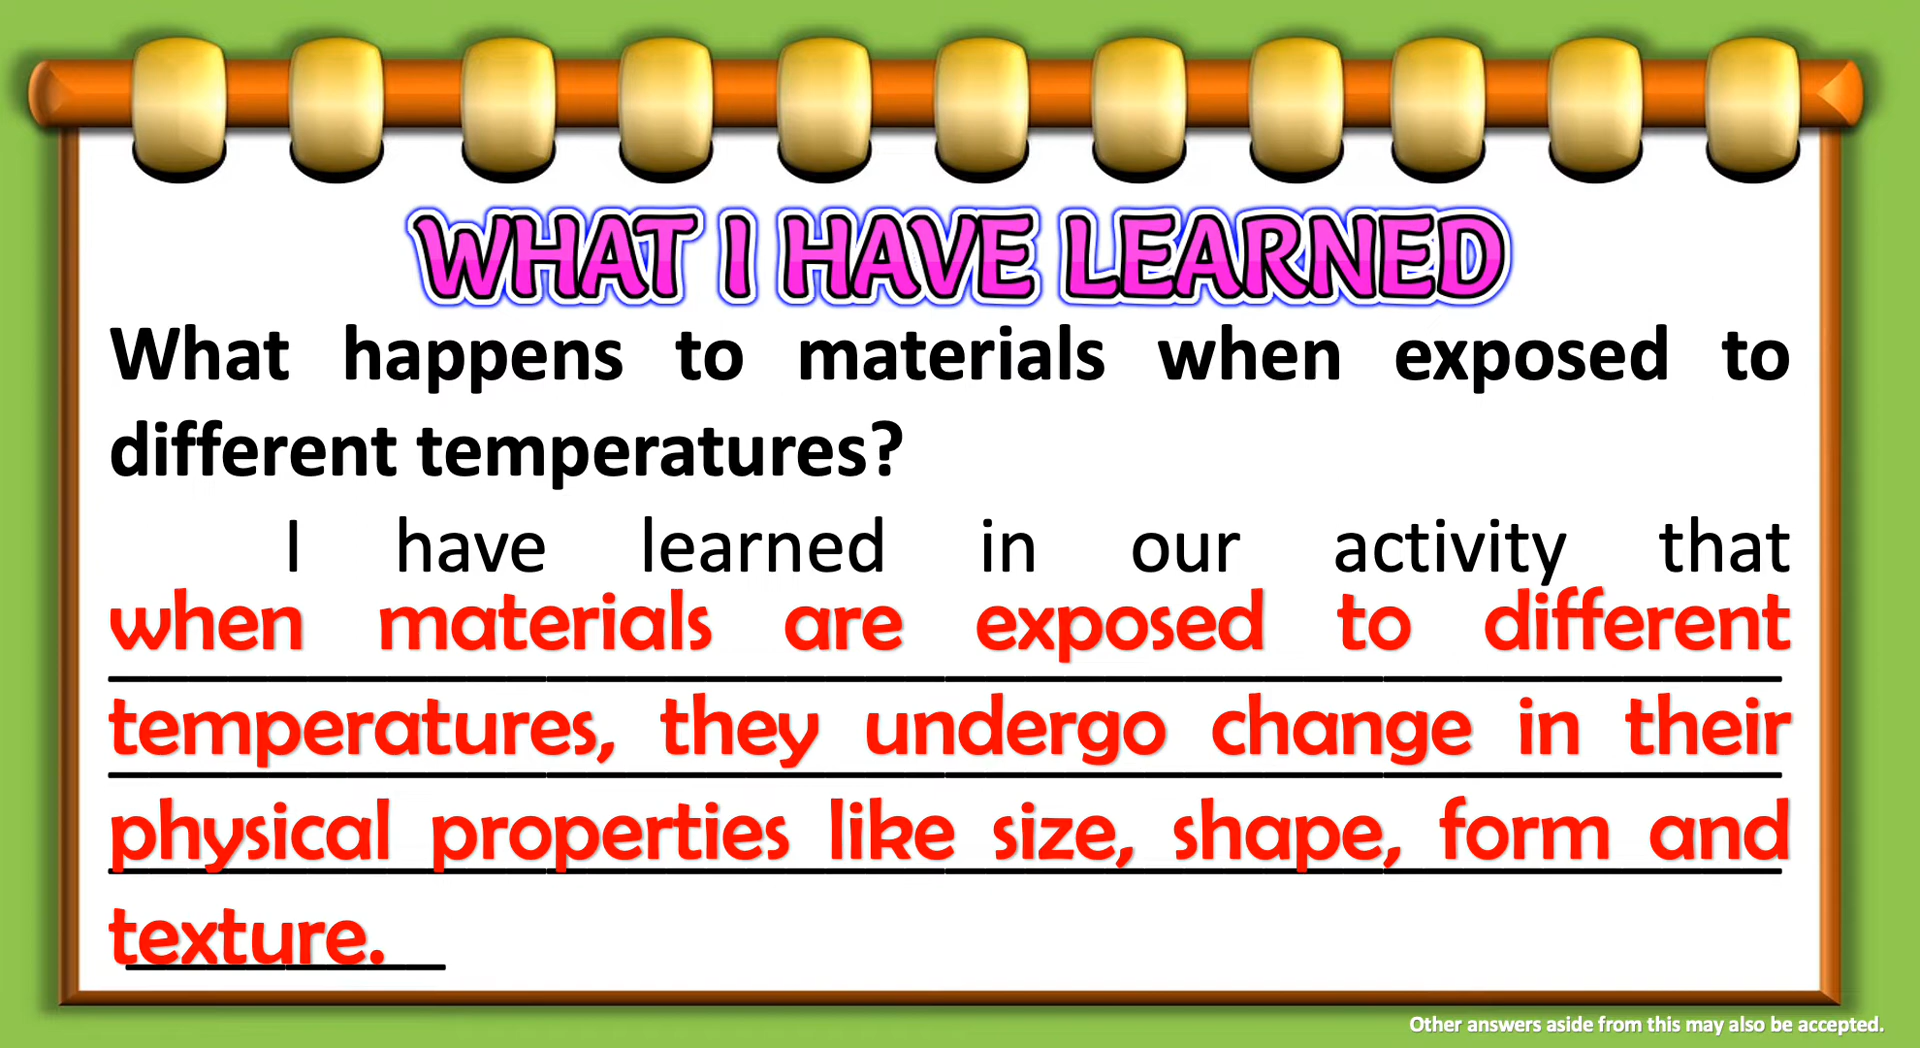 WHAT I HAVE LEARNED
What happens to materials when exposed to
different temperatures?
I have learned in our activity that
when materials are exposed to different
temperatures, they undergo change in their
physical properties like size, shape, form and
texture.
Other answers aside from this may also be accepted.